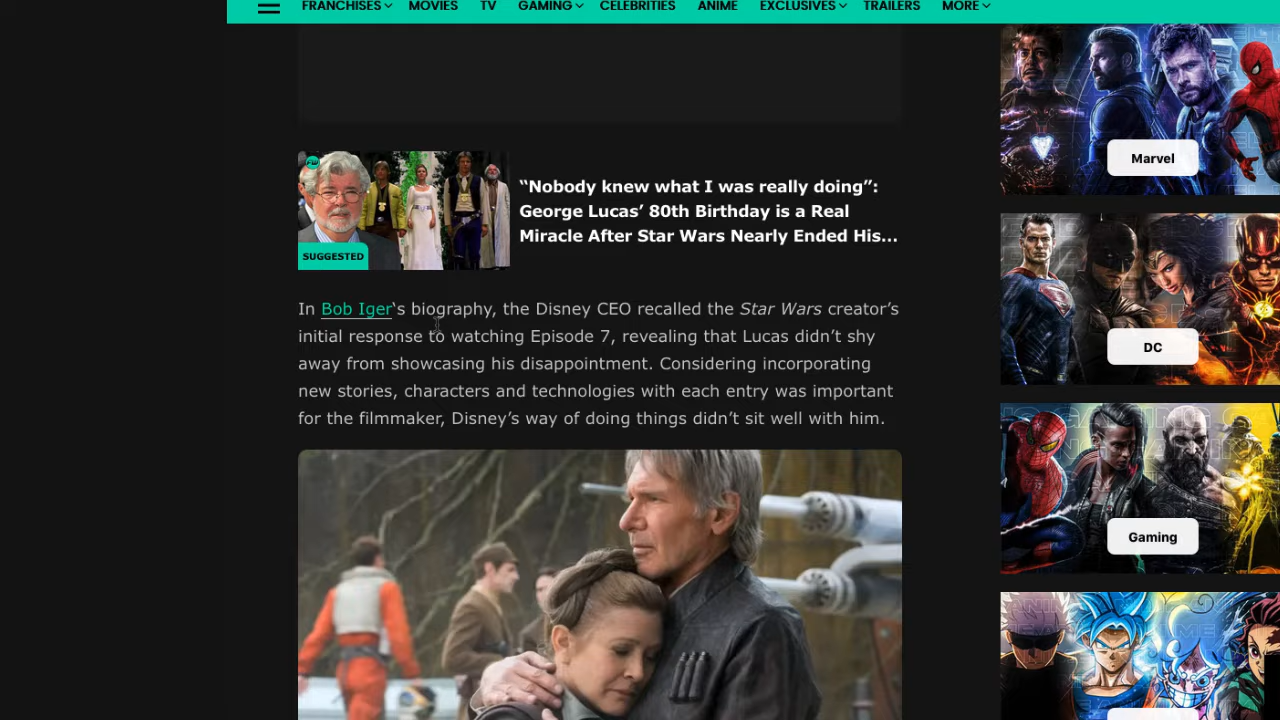 FRANCHISES MOVIES TV GAMING CELEBRITIES ANIME EXCLUSIVES TRAILERS MORE
“Nobody knew what I was really doing”:
George Lucas’ 80th Birthday is a Real
Miracle After Star Wars Nearly Ended His...
SUGGESTED
In Bob Iger‘s biography, the Disney CEO recalled the Star Wars creator’s
initial response to watching Episode 7, revealing that Lucas didn’t shy
away from showcasing his disappointment. Considering incorporating
new stories, characters and technologies with each entry was important
for the filmmaker, Disney’s way of doing things didn’t sit well with him.
Marvel
DC
Gaming